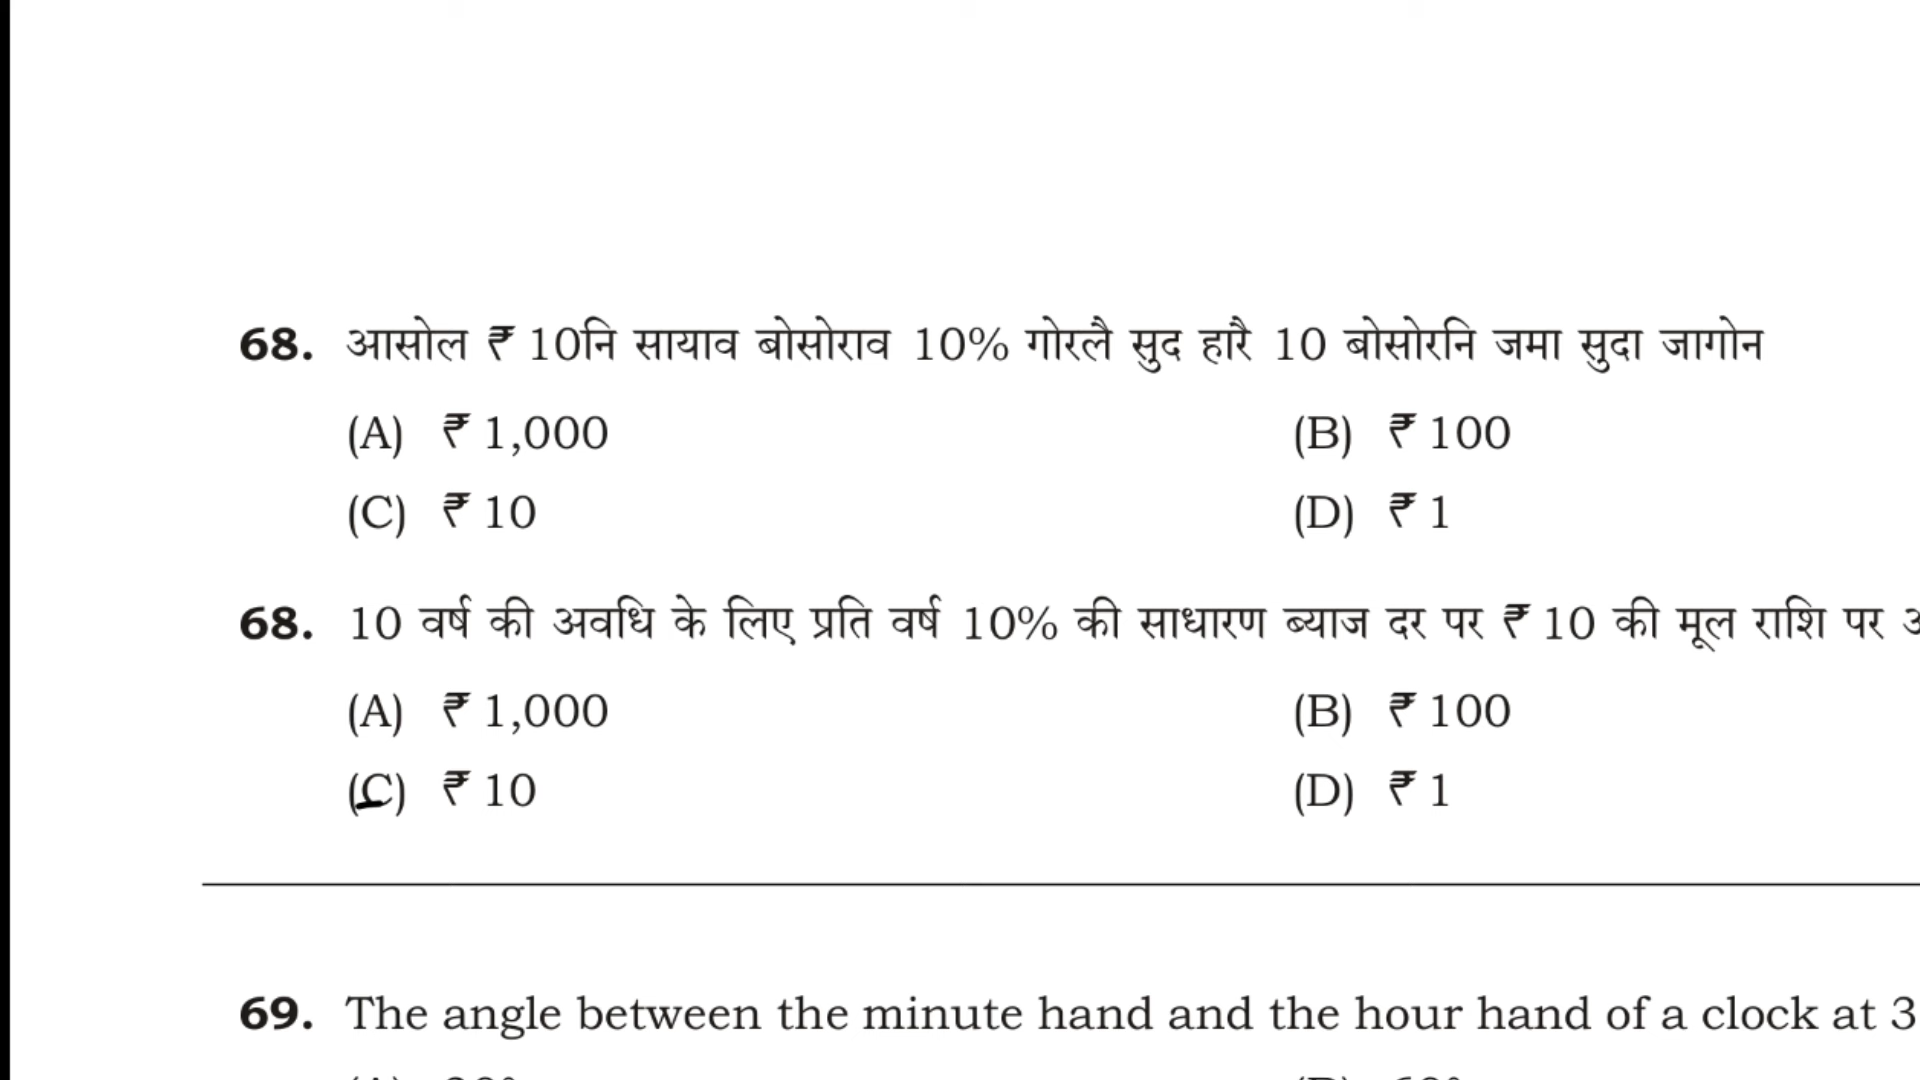 68. आसोल ₹ 10नि सायाव बोसोराव 10% गोरलै सुद हारै 10 बोसोरनि जमा सुदा जागोन
(A) ₹ 1,000 (B) ₹ 100
(C) ₹ 10 (D) ₹ 1
68. 10 वर्ष की अवधि के लिए प्रति वर्ष 10% की साधारण ब्याज दर पर ₹ 10 की मूल राशि पर
(A) ₹ 1,000 (B) ₹ 100
(C) ₹ 10 (D) ₹ 1
69. The angle between the minute hand and the hour hand of a clock at 3